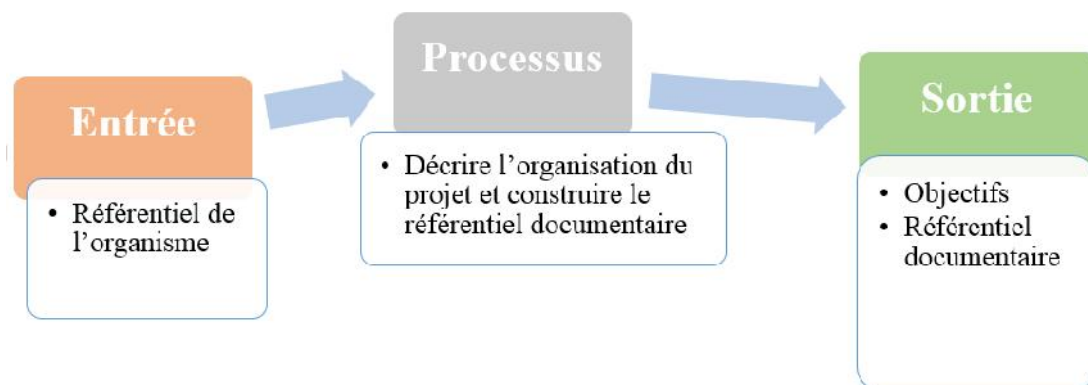 Entrée
• Référentiel de
l’organisme
Processus
• Décrire l’organisation du
projet et construire le
référentiel documentaire
Sortie
• Objectifs
• Référentiel
documentaire